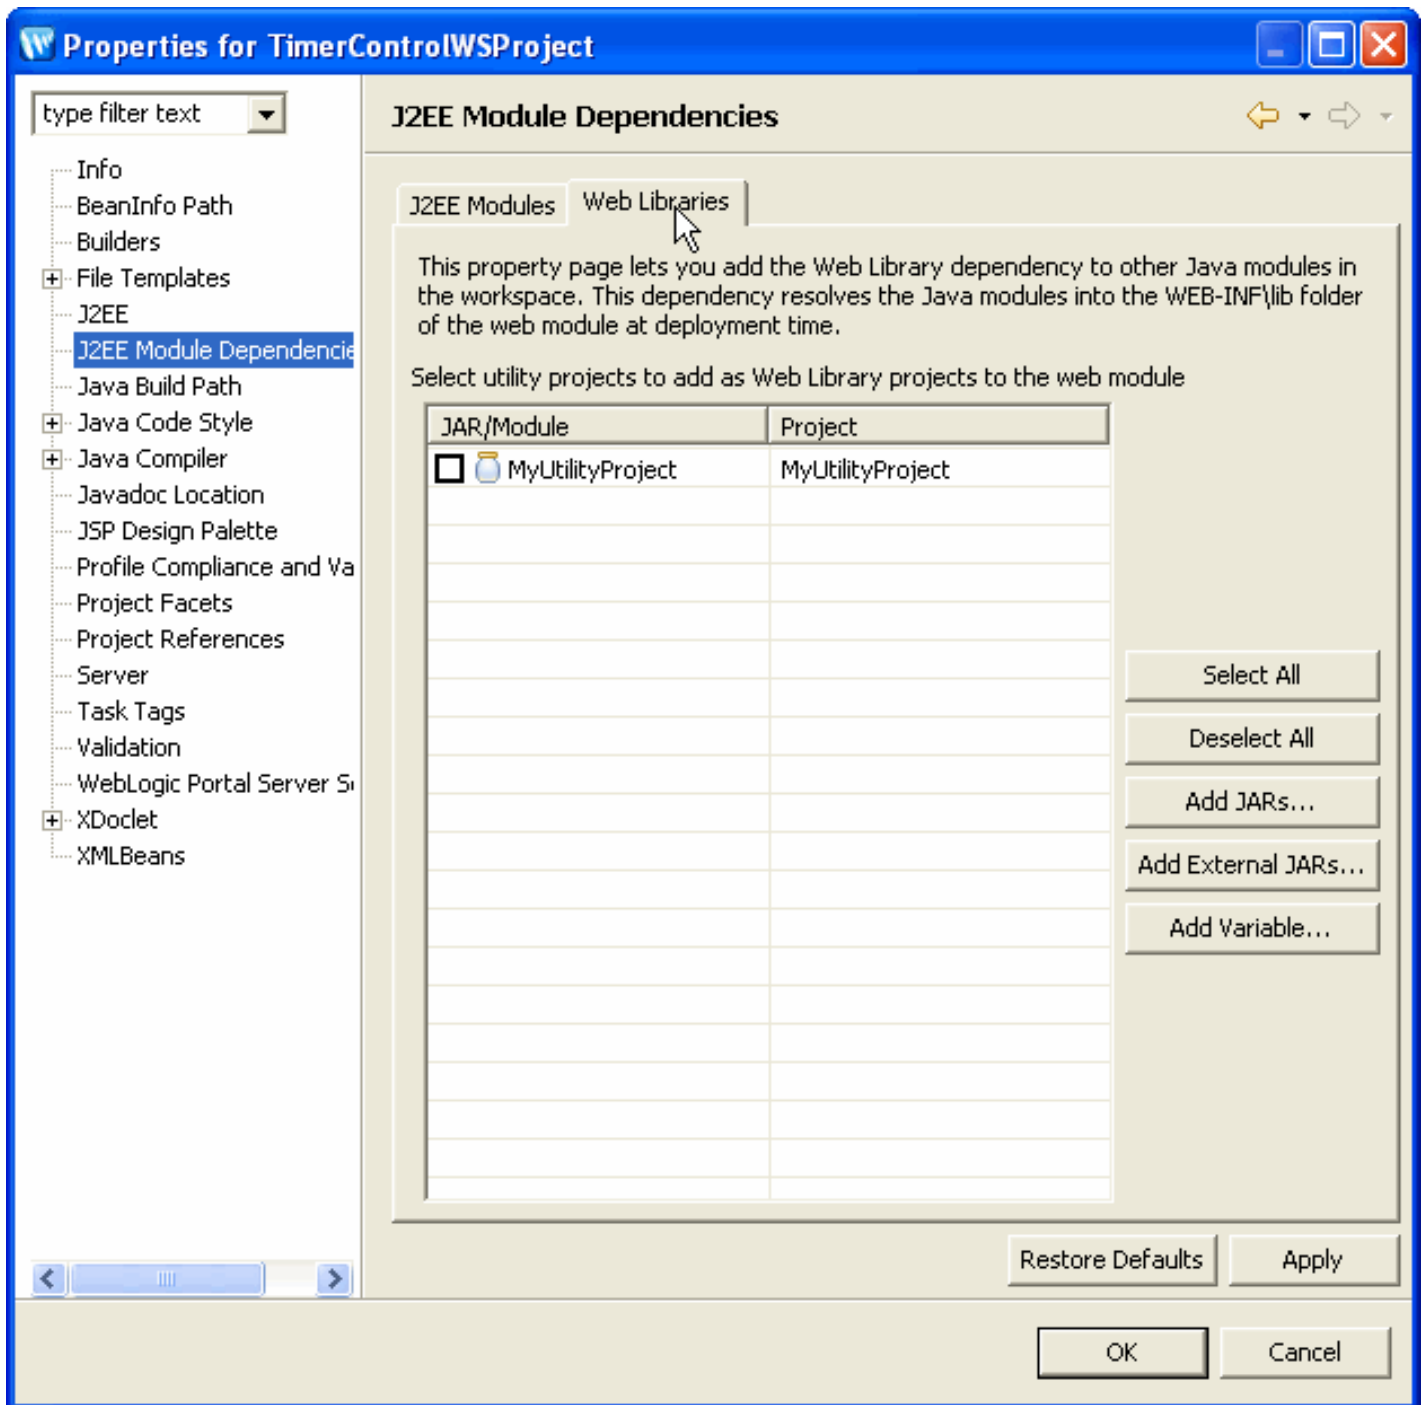 Properties for TimerControlWSProject
type filter text
J2EE Module Dependencies
Info
BeanInfo Path
Builders
File Templates
J2EE
J2EE Module Dependencie
Java Build Path
Java Code Style
Java Compiler
Javadoc Location
JSP Design Palette
Profile Compliance and Va
Project Facets
Project References
Server
Task Tags
Validation
WebLogic Portal Server S
XDoclet
XMLBeans
J2EE Modules Web Libraries
This property page lets you add the Web Library dependency to other Java modules in
the workspace. This dependency resolves the Java modules into the WEB-INF\lib folder
of the web module at deployment time.
Select utility projects to add as Web Library projects to the web module
JAR/Module Project
MyUtilityProject MyUtilityProject
Select All
Deselect All
Add JARs...
Add External JARs...
Add Variable...
Restore Defaults Apply
OK Cancel